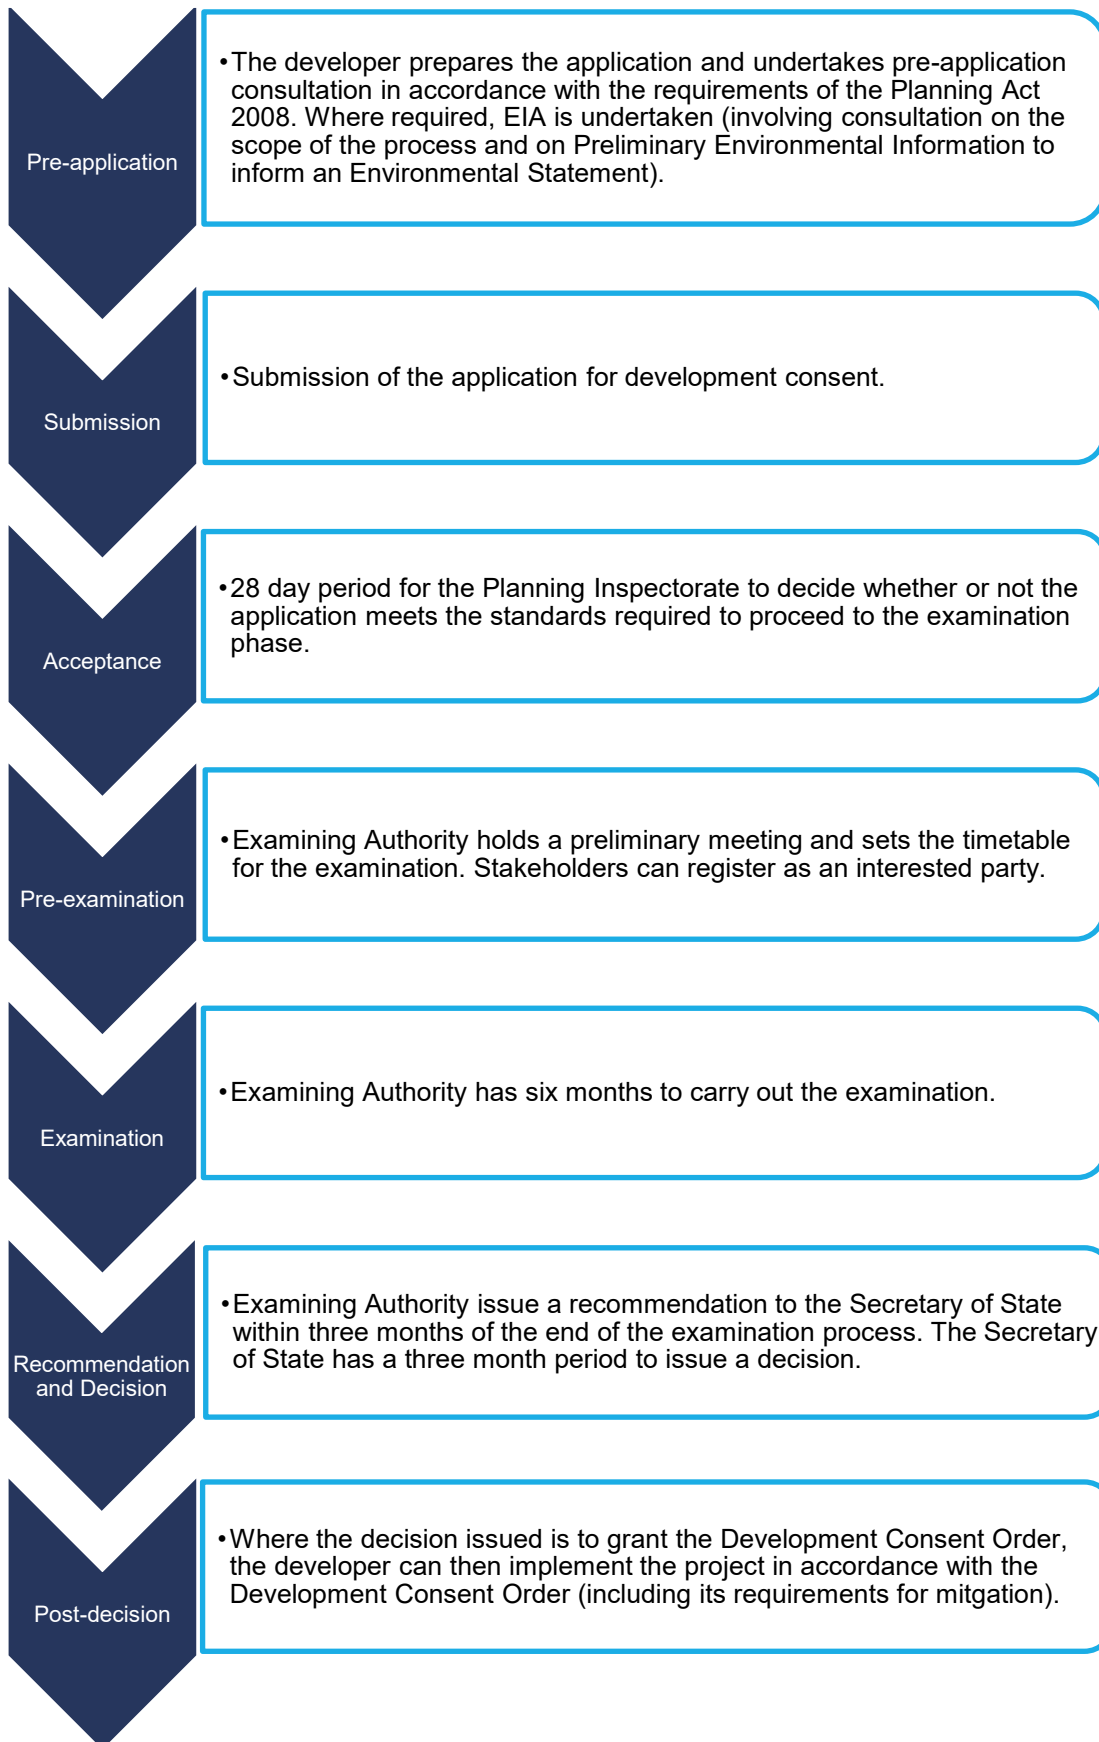 Pre-application
•The developer prepares the application and undertakes pre-application
consultation in accordance with the requirements of the Planning Act
2008. Where required, EIA is undertaken (involving consultation on the
scope of the process and on Preliminary Environmental Information to
inform an Environmental Statement).
Submission
•Submission of the application for development consent.
Acceptance
•28 day period for the Planning Inspectorate to decide whether or not the
application meets the standards required to proceed to the examination
phase.
Pre-examination
•Examining Authority holds a preliminary meeting and sets the timetable
for the examination. Stakeholders can register as an interested party.
Examination
•Examining Authority has six months to carry out the examination.
Recommendation
and Decision
•Examining Authority issue a recommendation to the Secretary of State
within three months of the end of the examination process. The Secretary
of State has a three month period to issue a decision.
Post-decision
•Where the decision issued is to grant the Development Consent Order,
the developer can then implement the project in accordance with the
Development Consent Order (including its requirements for mitgation).